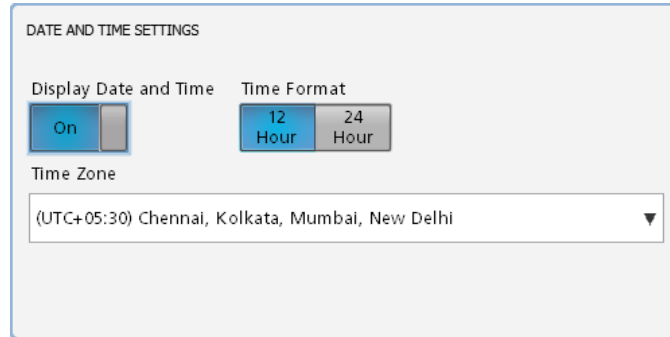 DATE AND TIME SETTINGS
Display Date and Time
Time Format
On
12
Hour
24
Hour
Time Zone
(UTC+05:30) Chennai, Kolkata, Mumbai, New Delhi